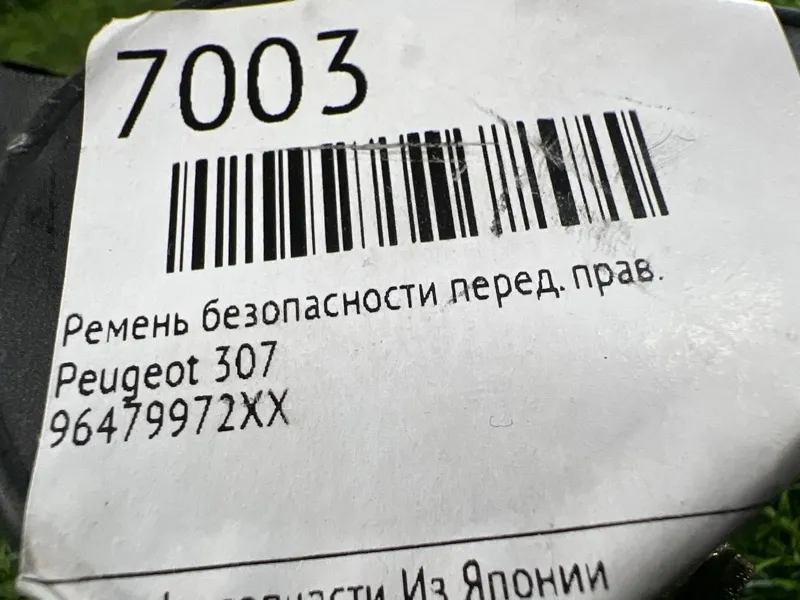 7003
Ремень безопасности перед. прав.
Peugeot 307
96479972XX
Из Японии